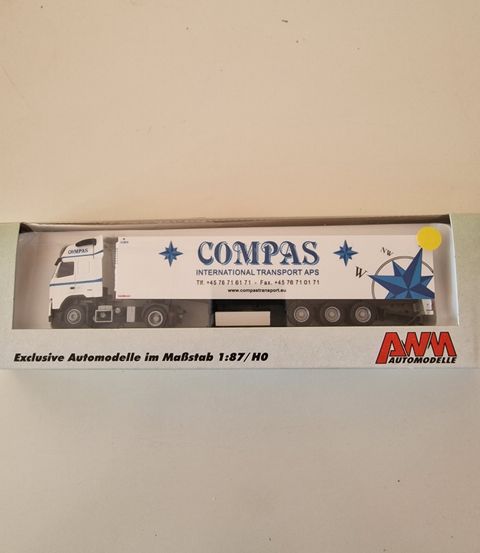 COMPAS
COMPAS
INTERNATIONAL TRANSPORT APS
Tlf. +45 76 71 61 71 - Fax. +45 76 71 01 71
www.compastransport.eu
NW
W
Exclusive Automodelle im Maßstab 1:87/H0
AWM
AUTOMODELLE